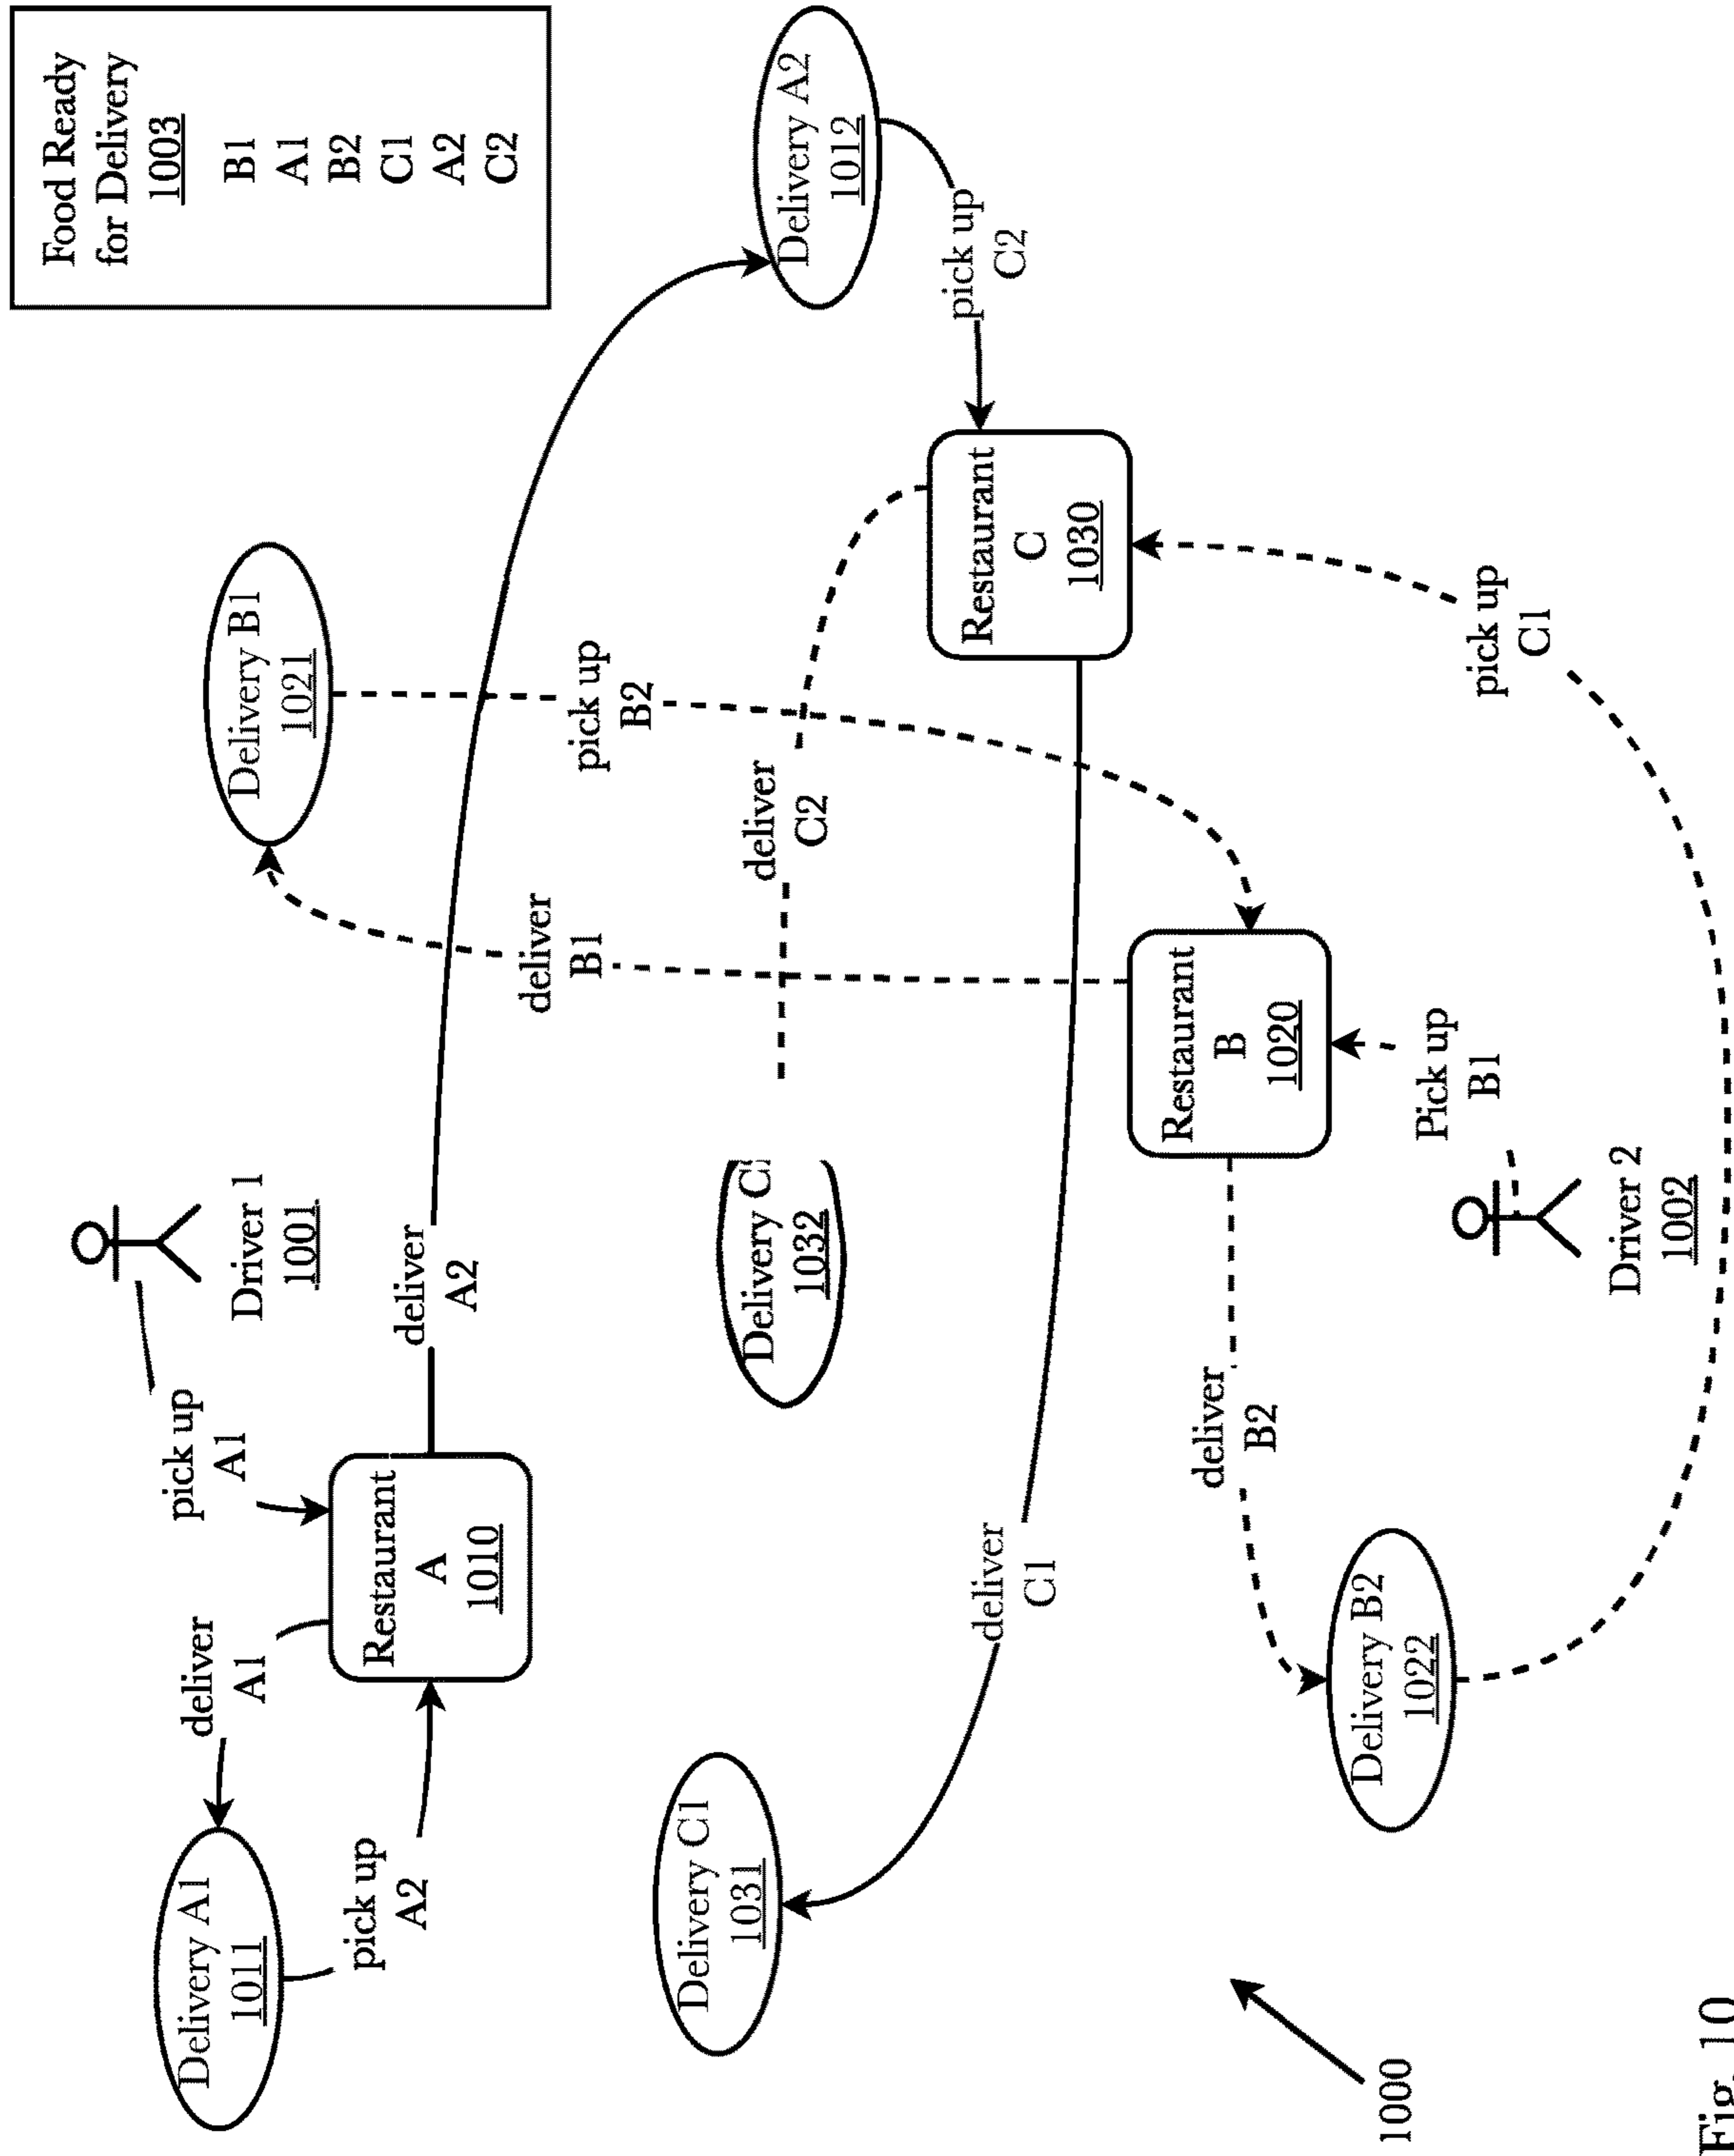 Food Ready
for Delivery
1003
B1
A1
B2
C1
A2
C2
Delivery A1
1011
deliver
A1
pick up
A1
Driver 1
1001
pick up
A2
Restaurant
A
1010
deliver
A2
Delivery B1
1021
deliver
B1
pick up
B2
Delivery A2
1012
pick up
C2
Delivery C1
1031
Delivery C
1032
deliver
C2
deliver
C1
Restaurant
C
1030
Restaurant
B
1020
deliver
B2
Pick up
B1
pick up
C1
Delivery B2
1022
Driver 2
1002
1000
Fig. 10